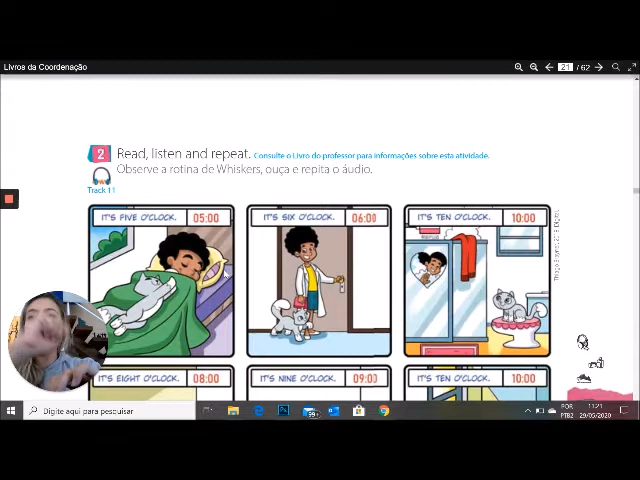 Livros da Coordenação
21 / 62
2 Read, listen and repeat. Consulte o Livro do professor para informações sobre esta atividade.
Observe a rotina de Whiskers, ouça e repita o áudio.
Track 11
IT'S FIVE O'CLOCK. 05:00
IT'S SIX O'CLOCK. 06:00
IT'S TEN O'CLOCK. 10:00
IT'S EIGHT O'CLOCK. 08:00
IT'S NINE O'CLOCK. 09:00
IT'S TEN O'CLOCK. 10:00
Digite aqui para pesquisar
99+
POR
PTB2
11:21
29/05/2020